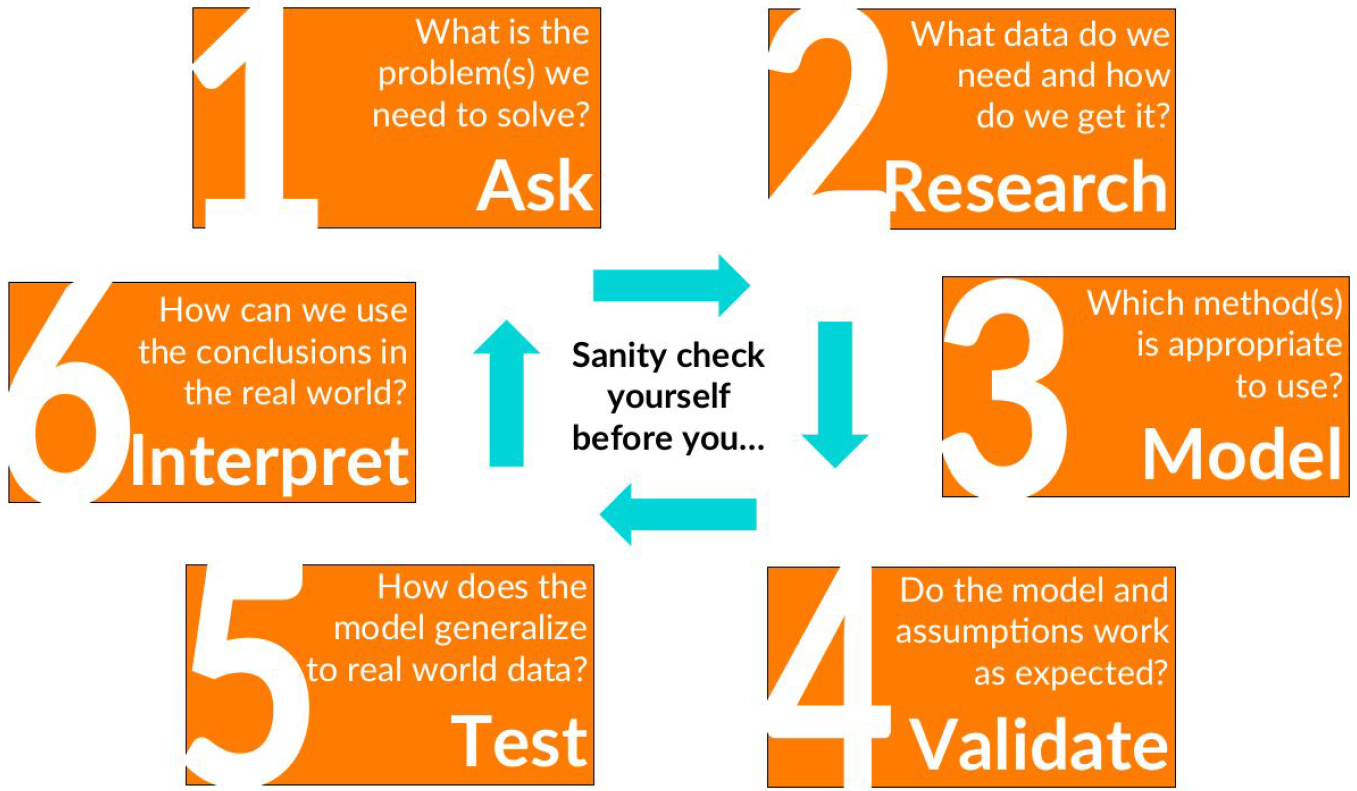 1
What is the
problem(s) we
need to solve?
Ask
2
What data do we
need and how
do we get it?
Research
3
Which method(s)
is appropriate
to use?
Model
4
Do the model and
assumptions work
as expected?
Validate
5
How does the
model generalize
to real world data?
Test
6
How can we use
the conclusions in
the real world?
Interpret
Sanity check
yourself
before you...